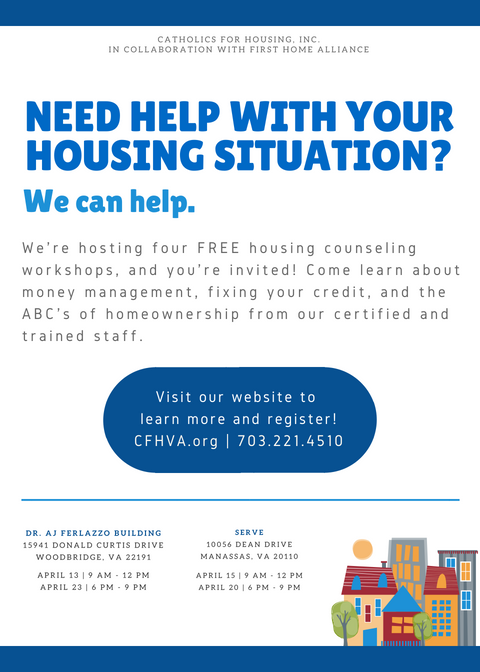 CATHOLICS FOR HOUSING, INC.
IN COLLABORATION WITH FIRST HOME ALLIANCE
NEED HELP WITH YOUR
HOUSING SITUATION?
We can help.
We're hosting four FREE housing counseling
workshops, and you're invited! Come learn about
money management, fixing your credit, and the
ABC's of homeownership from our certified and
trained staff.
Visit our website to
learn more and register!
CFHVA.org | 703.221.4510
DR. AJ FERLAZZO BUILDING
15941 DONALD CURTIS DRIVE
WOODBRIDGE, VA 22191
APRIL 13 | 9 AM - 12 PM
APRIL 23 | 6 PM - 9 PM
SERVE
10056 DEAN DRIVE
MANASSAS, VA 20110
APRIL 15 | 9 AM - 12 PM
APRIL 20 | 6 PM - 9 PM